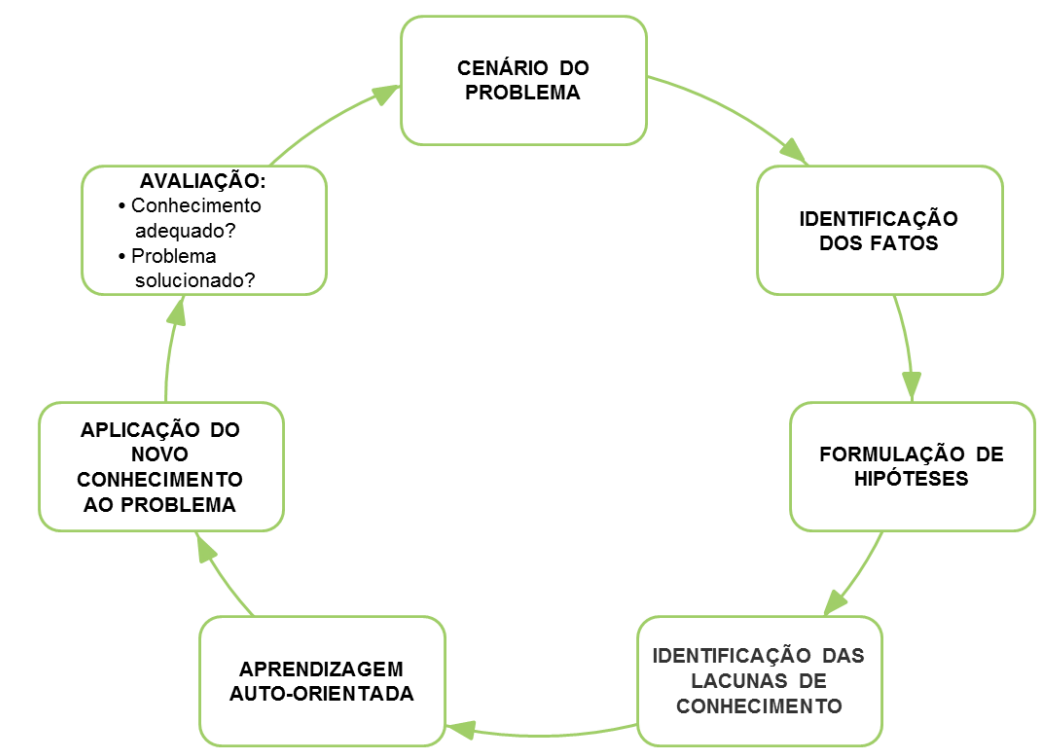 CENÁRIO DO
PROBLEMA
IDENTIFICAÇÃO
DOS FATOS
FORMULAÇÃO DE
HIPÓTESES
IDENTIFICAÇÃO DAS
LACUNAS DE
CONHECIMENTO
APRENDIZAGEM
AUTO-ORIENTADA
APLICAÇÃO DO
NOVO
CONHECIMENTO
AO PROBLEMA
AVALIAÇÃO:
• Conhecimento
adequado?
• Problema
solucionado?